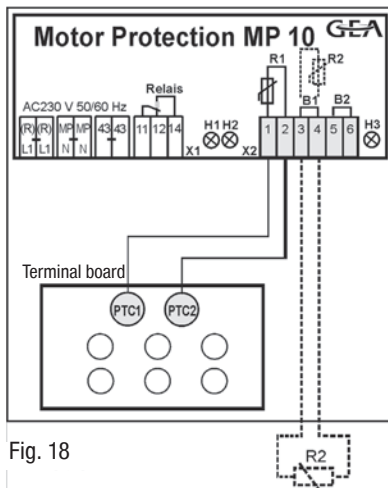 Motor Protection MP 10 GEA
R1 R2
Relais
AC230 V 50/60 Hz
B1 B2
(R) (R) MP MP 43 43 11 12 14 H1 H2 1 2 3 4 5 6 H3
L1 L1 N N X1 X2
Terminal board
PTC1 PTC2
Fig. 18
R2